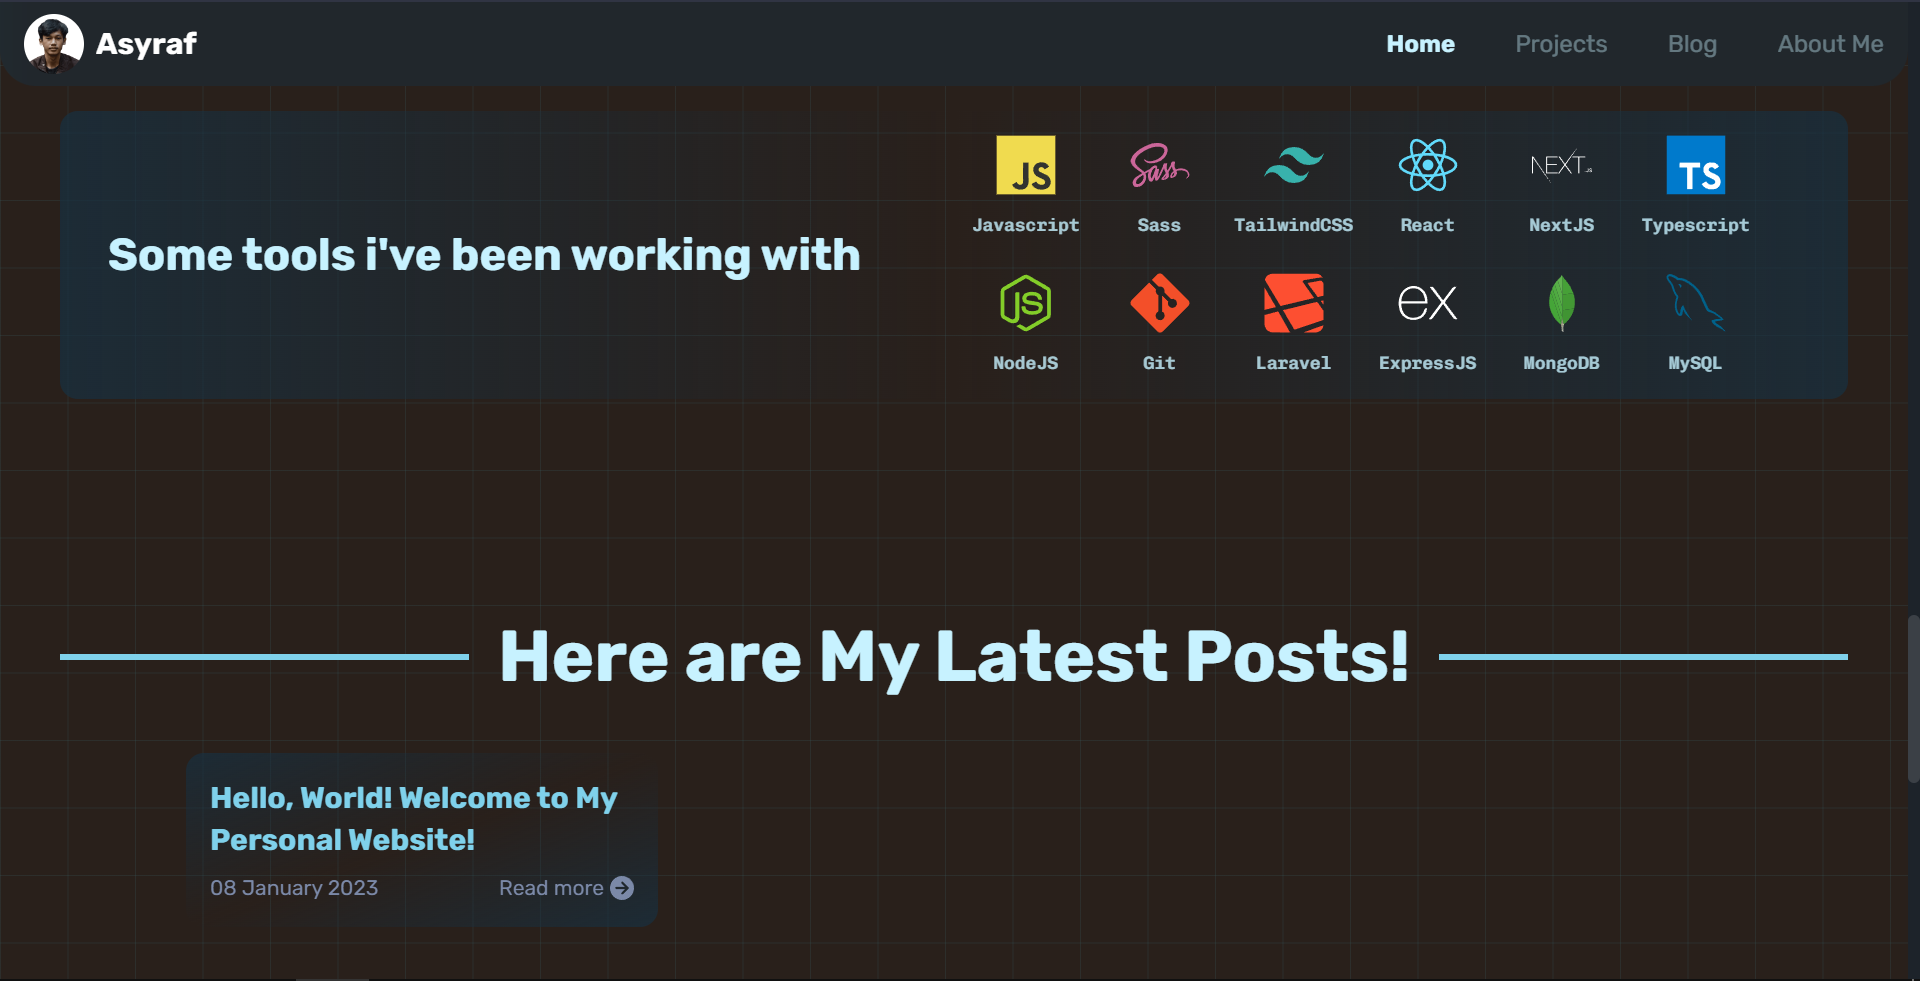 Asyraf
Home Projects Blog About Me
Some tools i've been working with
JS Sass NEXT.JS TS
Javascript Sass TailwindCSS React NextJS Typescript
JS ex
NodeJS Git Laravel ExpressJS MongoDB MySQL
Here are My Latest Posts!
Hello, World! Welcome to My
Personal Website!
08 January 2023 Read more